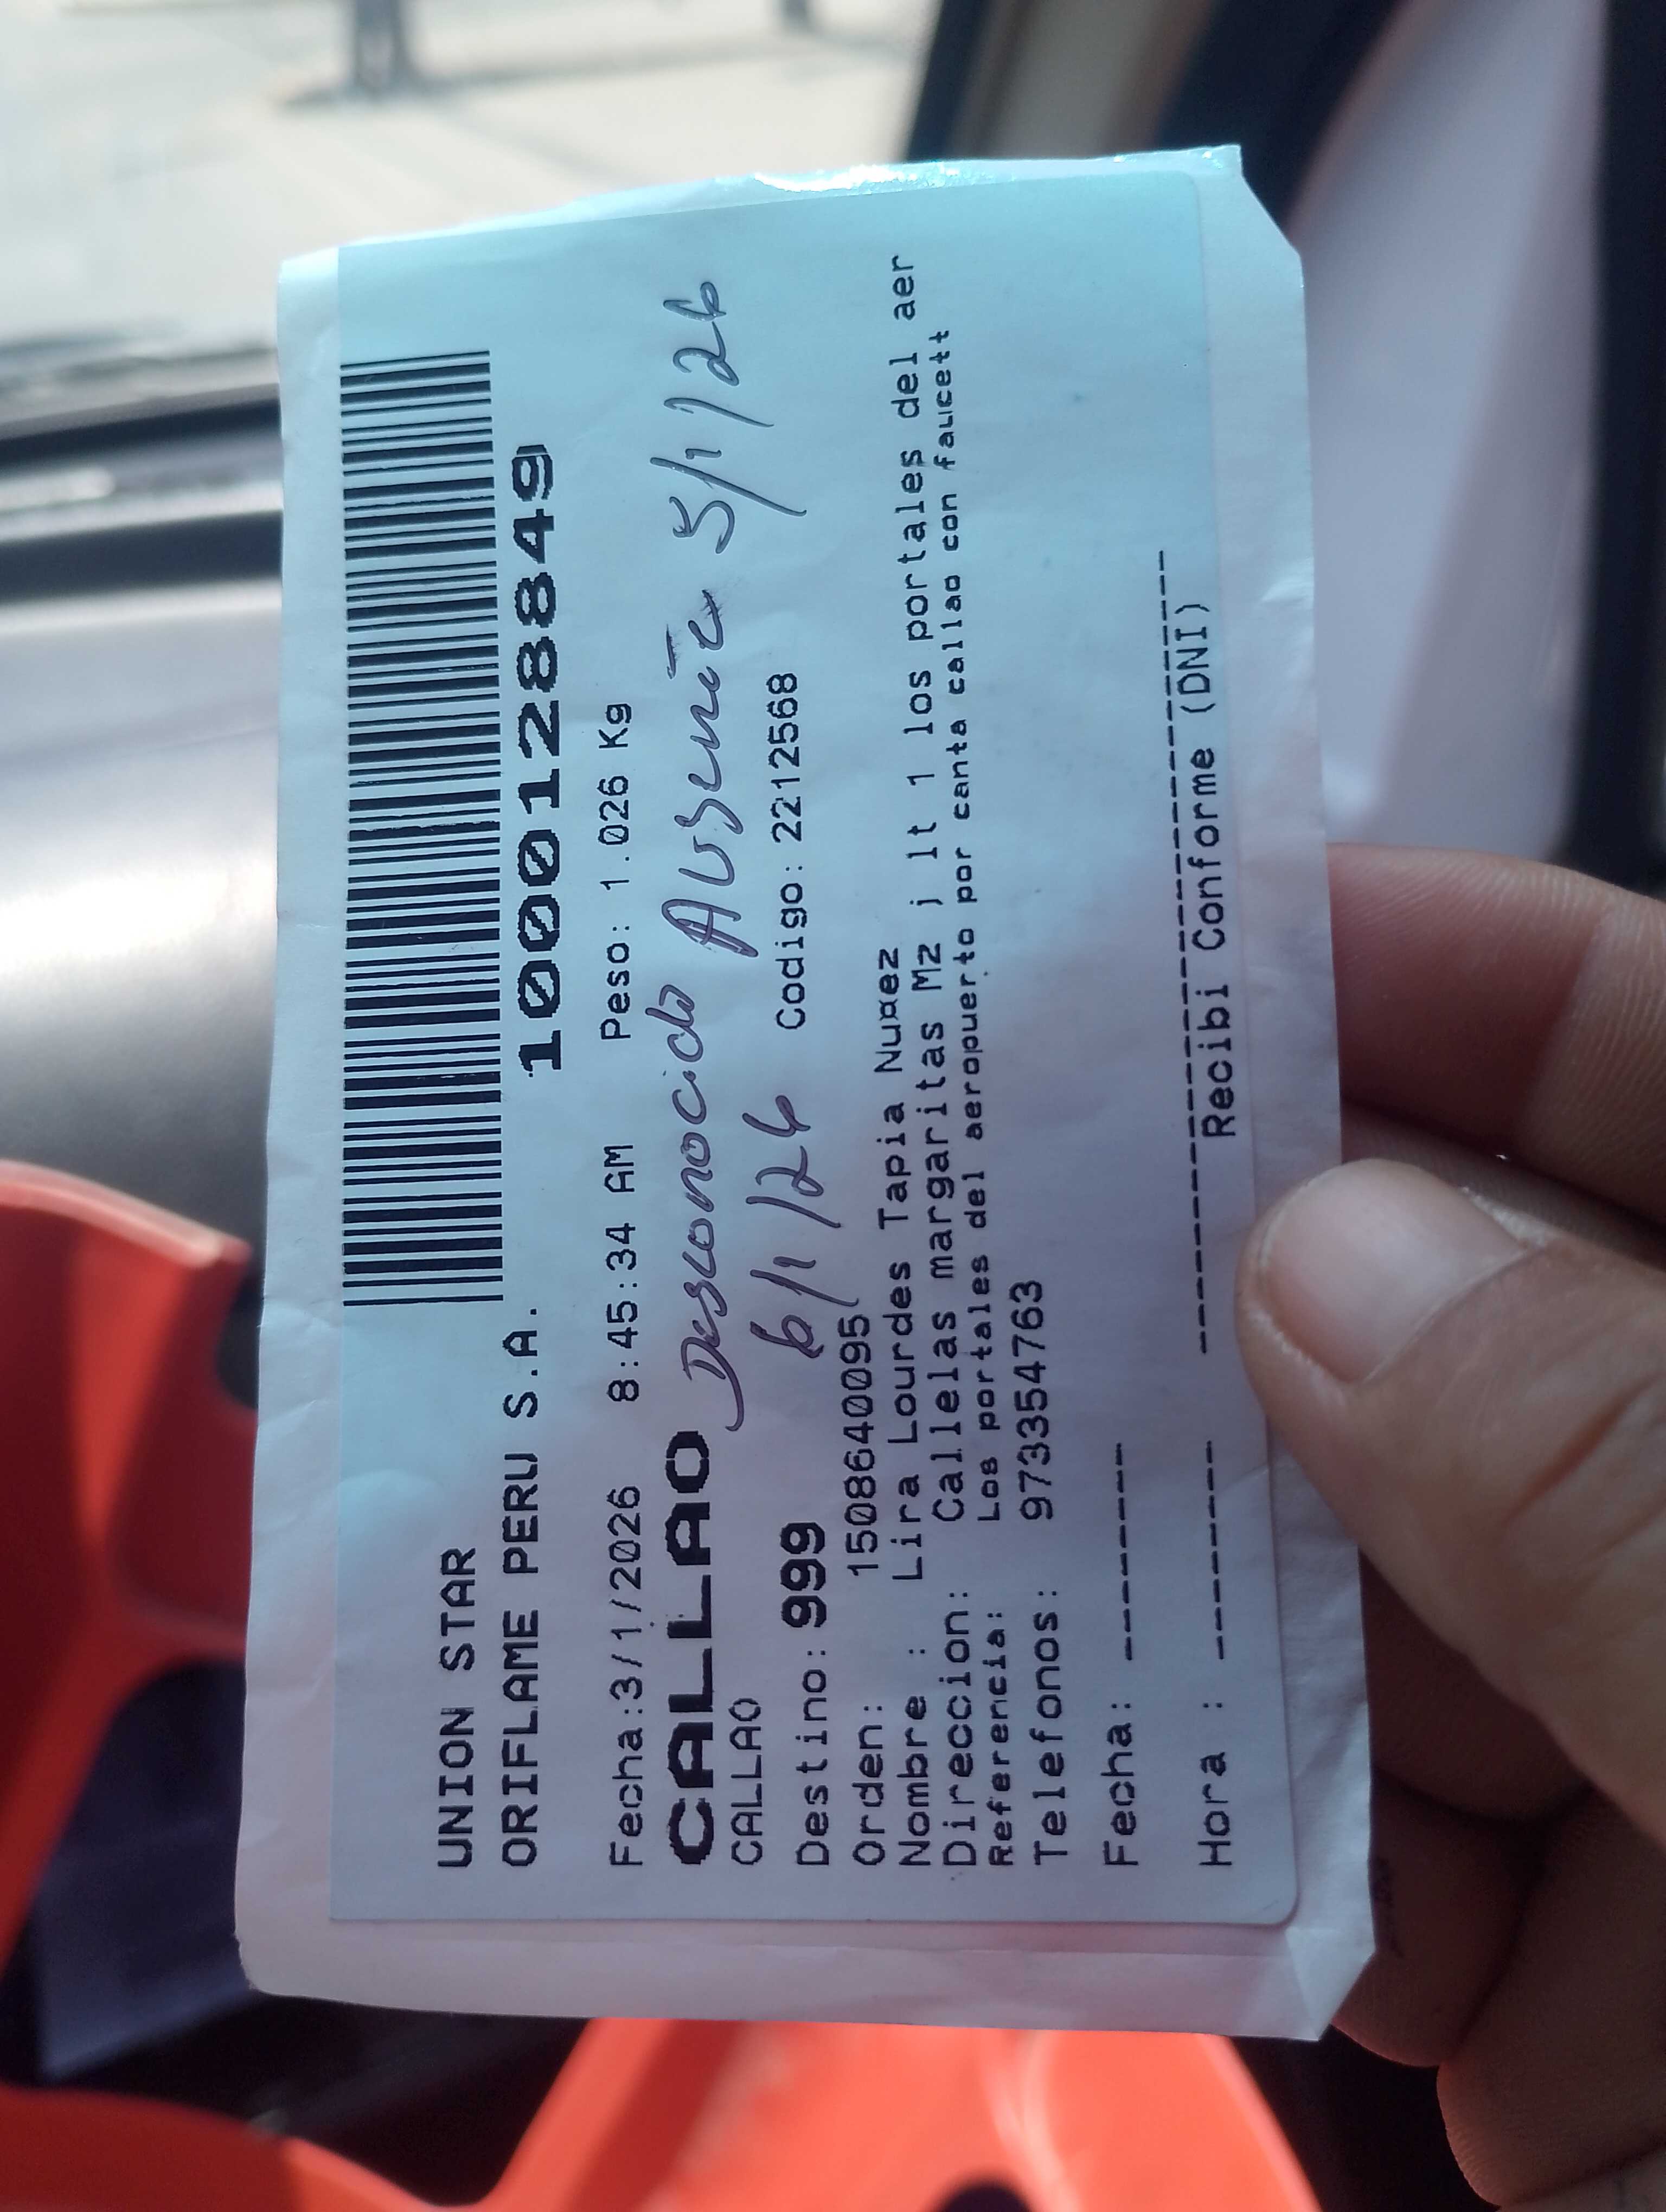 UNION STAR
ORIFLAME PERU S.A.
100128849
Fecha:3/1/2026 8:45:34 AM Peso: 1.026 Kg
CALLAO Desconocido Ausente 5/1/26
CALLAO 6/1/26
Destino: 999 Codigo: 2212568
Orden: 1508640095
Nombre : Lira Lourdes Tapia Nuñez
Direccion: Callelas margaritas Mz j lt 1 los portales del aer
Referencia: Los portales del aeropuerto por canta callao con faucett
Telefonos: 973354763
Fecha: --------
Hora : --------
Recibi Conforme (DNI)